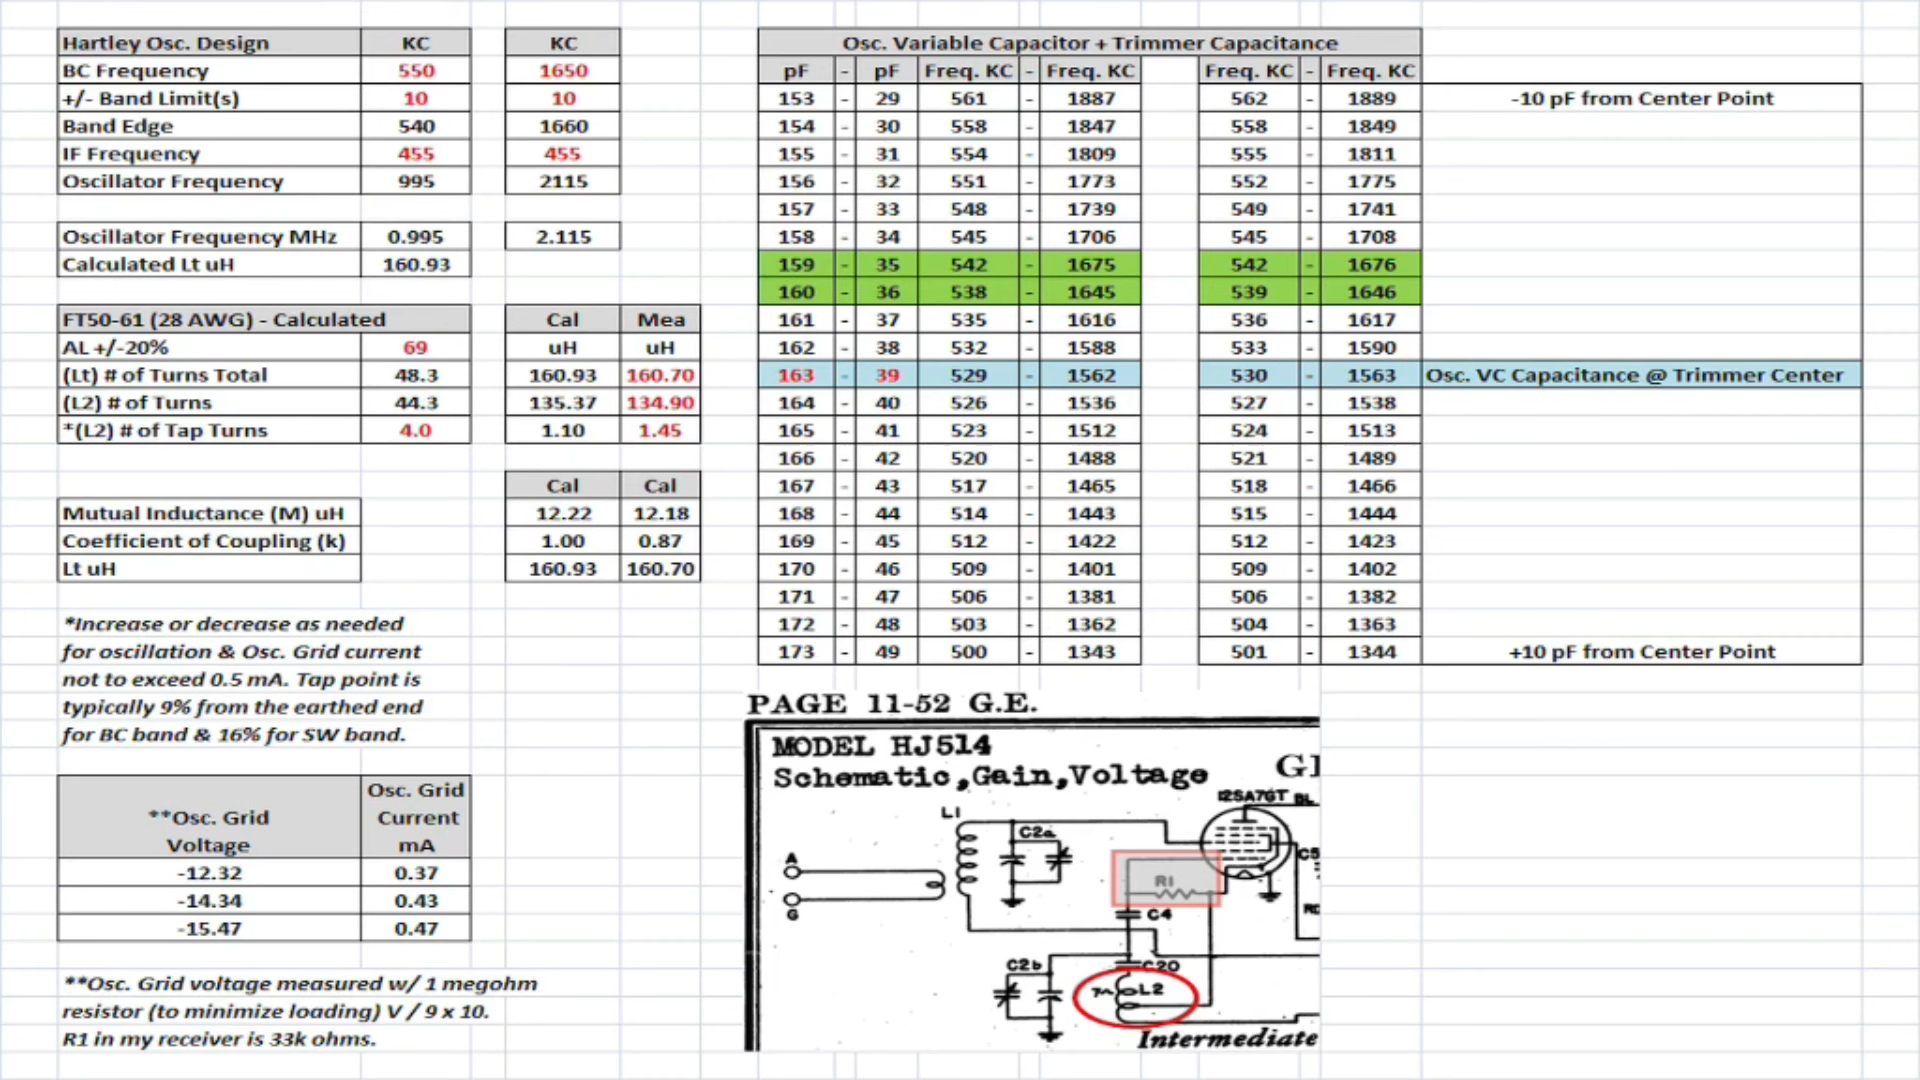 Hartley Osc. Design KC KC
BC Frequency 550 1650
+/- Band Limit(s) 10 10
Band Edge 540 1660
IF Frequency 455 455
Oscillator Frequency 995 2115
Oscillator Frequency MHz 0.995 2.115
Calculated Lt uH 160.93
FT50-61 (28 AWG) - Calculated Cal Mea
AL +/-20% 69 uH uH
(Lt) # of Turns Total 48.3 160.93 160.70
(L2) # of Turns 44.3 135.37 134.90
*(L2) # of Tap Turns 4.0 1.10 1.45
Cal Cal
Mutual Inductance (M) uH 12.22 12.18
Coefficient of Coupling (k) 1.00 0.87
Lt uH 160.93 160.70
*Increase or decrease as needed
for oscillation & Osc. Grid current
not to exceed 0.5 mA. Tap point is
typically 9% from the earthed end
for BC band & 16% for SW band.
**Osc. Grid Voltage Osc. Grid Current mA
-12.32 0.37
-14.34 0.43
-15.47 0.47
**Osc. Grid voltage measured w/ 1 megohm
resistor (to minimize loading) V / 9 x 10.
R1 in my receiver is 33k ohms.
Osc. Variable Capacitor + Trimmer Capacitance
pF - pF Freq. KC - Freq. KC Freq. KC - Freq. KC
153 - 29 561 - 1887 562 - 1889 -10 pF from Center Point
154 - 30 558 - 1847 558 - 1849
155 - 31 554 - 1809 555 - 1811
156 - 32 551 - 1773 552 - 1775
157 - 33 548 - 1739 549 - 1741
158 - 34 545 - 1706 545 - 1708
159 - 35 542 - 1675 542 - 1676
160 - 36 538 - 1645 539 - 1646
161 - 37 535 - 1616 536 - 1617
162 - 38 532 - 1588 533 - 1590
163 - 39 529 - 1562 530 - 1563 Osc. VC Capacitance @ Trimmer Center
164 - 40 526 - 1536 527 - 1538
165 - 41 523 - 1512 524 - 1513
166 - 42 520 - 1488 521 - 1489
167 - 43 517 - 1465 518 - 1466
168 - 44 514 - 1443 515 - 1444
169 - 45 512 - 1422 512 - 1423
170 - 46 509 - 1401 509 - 1402
171 - 47 506 - 1381 506 - 1382
172 - 48 503 - 1362 504 - 1363
173 - 49 500 - 1343 501 - 1344 +10 pF from Center Point
PAGE 11-52 G.E.
MODEL HJ514
Schematic,Gain,Voltage
12SA7GT BL
L1
C2a
A
G
R1
C4
C2b
C20
L2
Intermediate